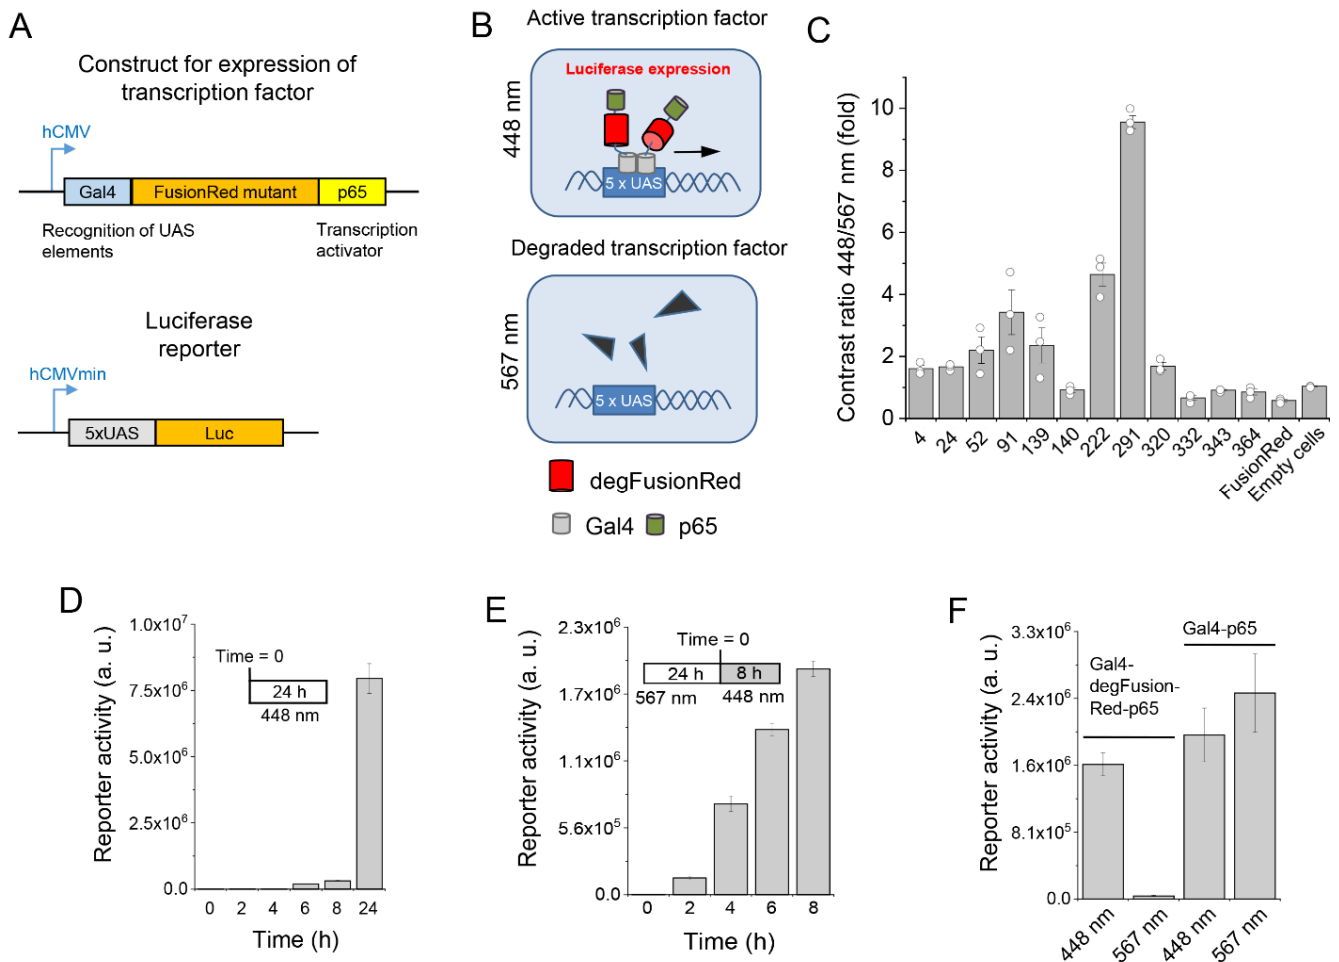 A
Construct for expression of
transcription factor
hCMV
Gal4
FusionRed mutant
p65
Recognition of UAS
elements
Transcription
activator
Luciferase
reporter
hCMVmin
5xUAS
Luc
B
Active transcription factor
448 nm
Luciferase expression
5 x UAS
Degraded transcription factor
567 nm
5 x UAS
degFusionRed
Gal4
p65
C
Contrast ratio 448/567 nm (fold)
10
8
6
4
2
0
4
24
52
91
139
140
222
291
320
332
343
364
FusionRed
Empty cells
D
Reporter activity (a. u.)
1.0x10⁷
7.5x10⁶
5.0x10⁶
2.5x10⁶
0.0
Time = 0
24 h
448 nm
0 2 4 6 8 24
Time (h)
E
Reporter activity (a. u.)
2.3x10⁶
1.7x10⁶
1.1x10⁶
5.6x10⁵
0.0
Time = 0
24 h
8 h
567 nm
448 nm
0 2 4 6 8
Time (h)
F
Reporter activity (a. u.)
3.3x10⁶
2.4x10⁶
1.6x10⁶
8.1x10⁵
0
Gal4-
degFusion-
Red-p65
Gal4-p65
448 nm
567 nm
448 nm
567 nm